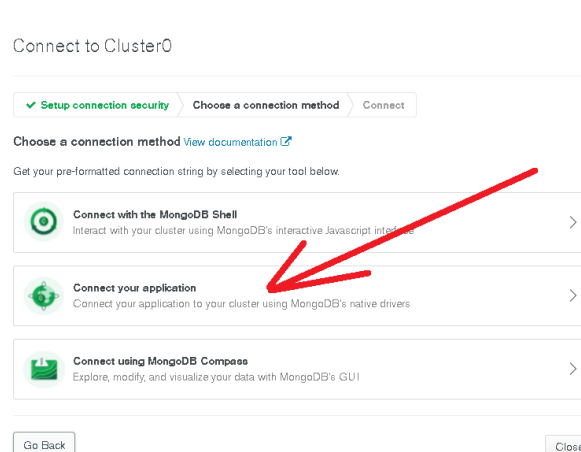 Connect to Cluster0
Setup connection security
Choose a connection method
Connect
Choose a connection method View documentation
Get your pre-formatted connection string by selecting your tool below.
Connect with the MongoDB Shell
Interact with your cluster using MongoDB's interactive Javascript interface
Connect your application
Connect your application to your cluster using MongoDB's native drivers
Connect using MongoDB Compass
Explore, modify, and visualize your data with MongoDB's GUI
Go Back
Close